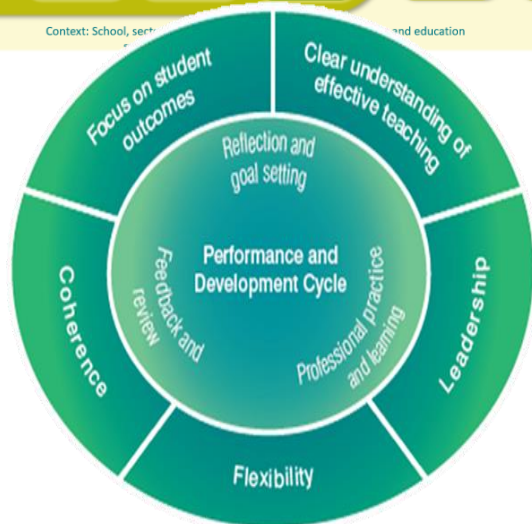 Context: School, sect
and education
Focus on student
outcomes
Clear understanding of
effective teaching
Reflection and
goal setting
Performance and
Development Cycle
Feedback and
review
Professional practice
and learning
Coherence
Leadership
Flexibility